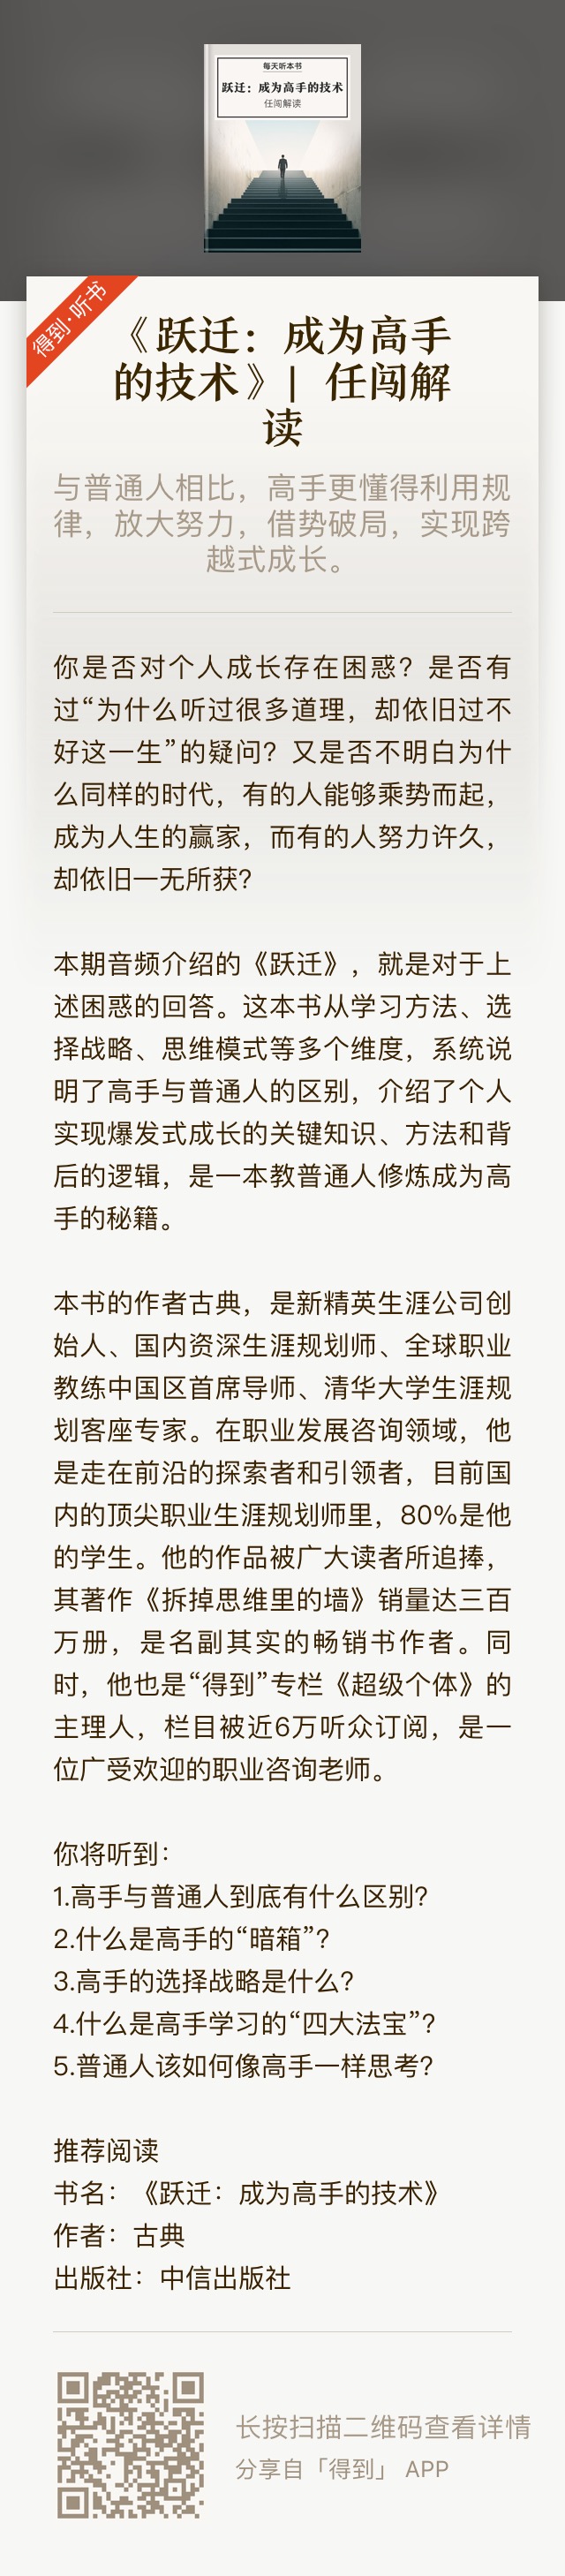 每天听本书
跃迁：成为高手的技术
任闯解读
得到·听书
《跃迁：成为高手
的技术》| 任闯解
读
与普通人相比，高手更懂得利用规
律，放大努力，借势破局，实现跨
越式成长。
你是否对个人成长存在困惑？是否有
过“为什么听过很多道理，却依旧过不
好这一生”的疑问？又是否不明白为什
么同样的时代，有的人能够乘势而起，
成为人生的赢家，而有的人努力许久，
却依旧一无所获？
本期音频介绍的《跃迁》，就是对于上
述困惑的回答。这本书从学习方法、选
择战略、思维模式等多个维度，系统说
明了高手与普通人的区别，介绍了个人
实现爆发式成长的关键知识、方法和背
后的逻辑，是一本教普通人修炼成为高
手的秘籍。
本书的作者古典，是新精英生涯公司创
始人、国内资深生涯规划师、全球职业
教练中国区首席导师、清华大学生涯规
划客座专家。在职业发展咨询领域，他
是走在前沿的探索者和引领者，目前国
内的顶尖职业生涯规划师里，80%是他
的学生。他的作品被广大读者所追捧，
其著作《拆掉思维里的墙》销量达三百
万册，是名副其实的畅销书作者。同
时，他也是“得到”专栏《超级个体》的
主理人，栏目被近6万听众订阅，是一
位广受欢迎的职业咨询老师。
你将听到：
1.高手与普通人到底有什么区别？
2.什么是高手的“暗箱”？
3.高手的选择战略是什么？
4.什么是高手学习的“四大法宝”？
5.普通人该如何像高手一样思考？
推荐阅读
书名：《跃迁：成为高手的技术》
作者：古典
出版社：中信出版社
长按扫描二维码查看详情
分享自「得到」 APP